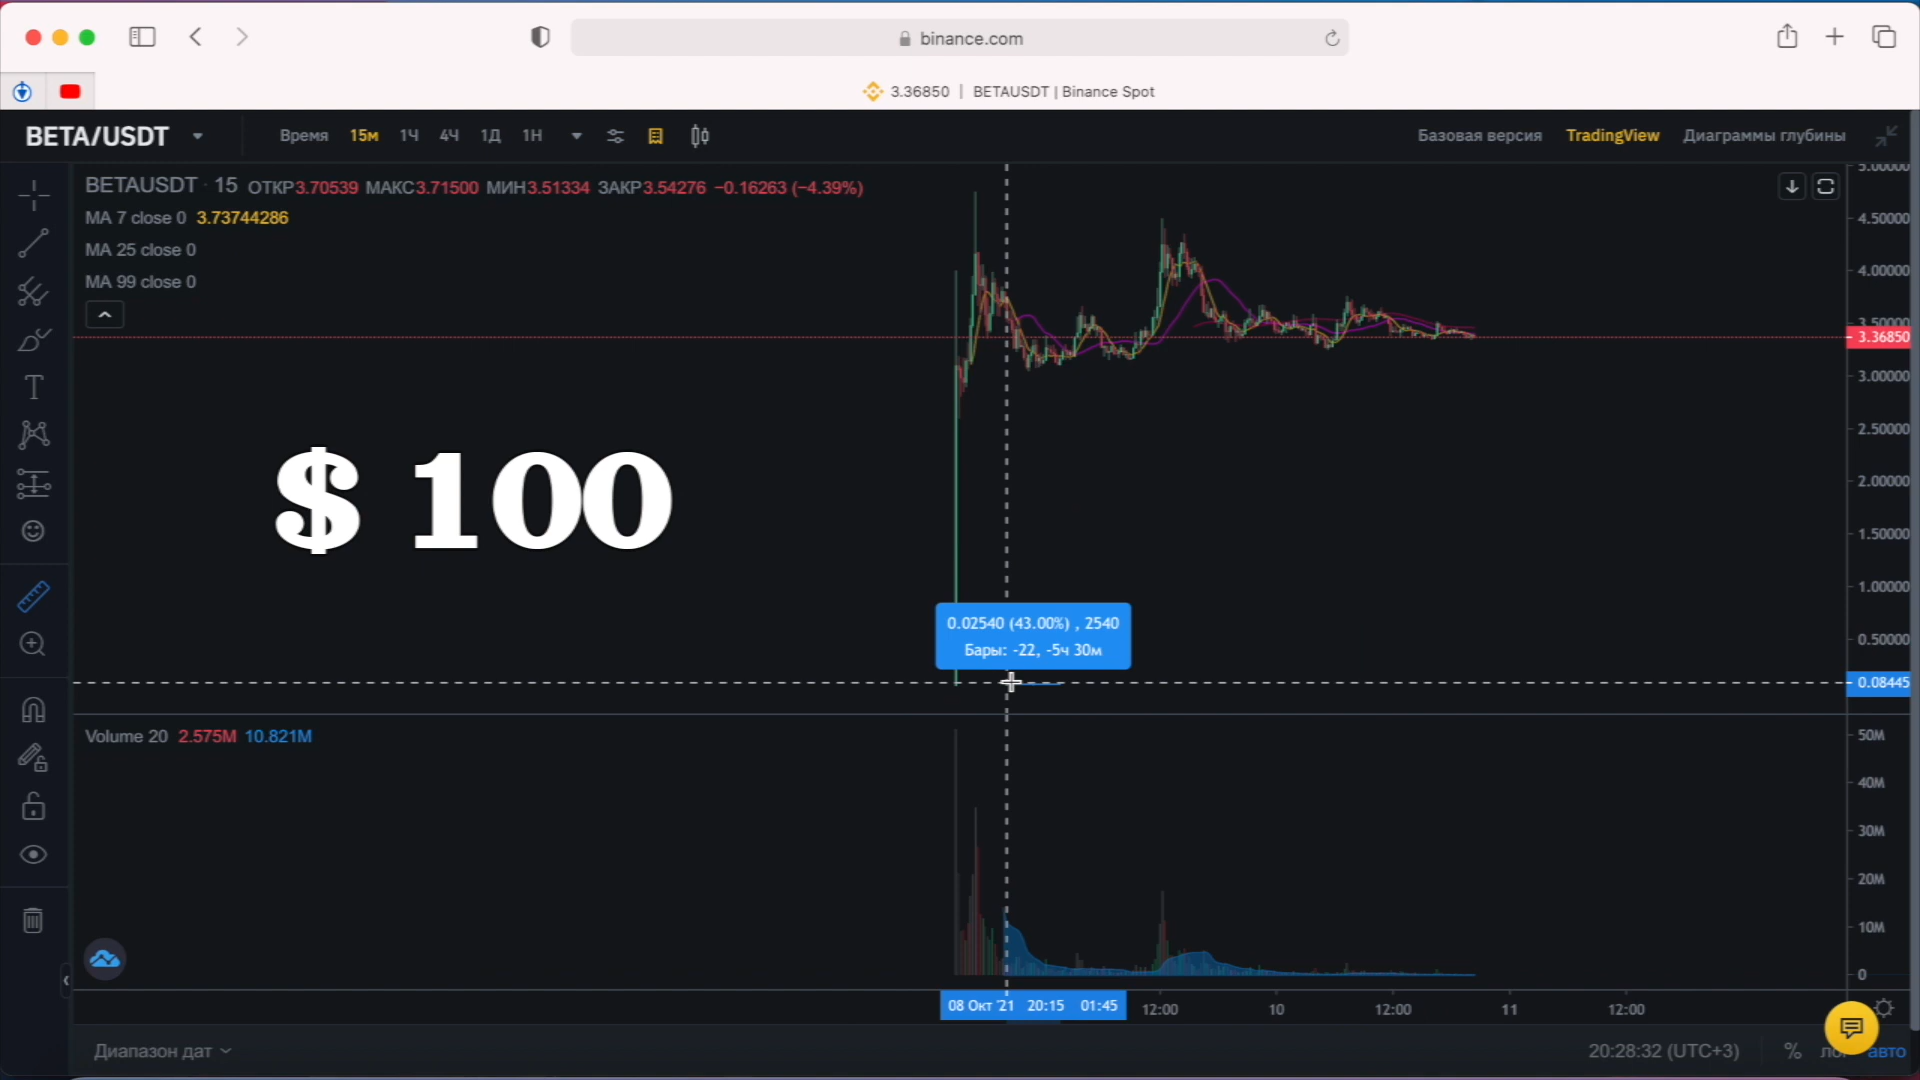 binance.com
3.36850 | BETAUSDT | Binance Spot
BETA/USDT
Время 15м 1Ч 4Ч 1Д 1Н
Базовая версия TradingView Диаграммы глубины
BETAUSDT · 15 ОТКР3.70539 МАКС3.71500 МИН3.51334 ЗАКР3.54276 −0.16263 (−4.39%)
MA 7 close 0 3.73744286
MA 25 close 0
MA 99 close 0
5.00000
4.50000
4.00000
3.50000
3.36850
3.00000
2.50000
2.00000
1.50000
1.00000
0.50000
0.08445
$ 100
0.02540 (43.00%) , 2540
Бары: -22, -5ч 30м
Volume 20 2.575M 10.821M
50M
40M
30M
20M
10M
0
08 Окт '21 20:15 01:45 12:00 10 12:00 11 12:00
Диапазон дат
20:28:32 (UTC+3) % авто